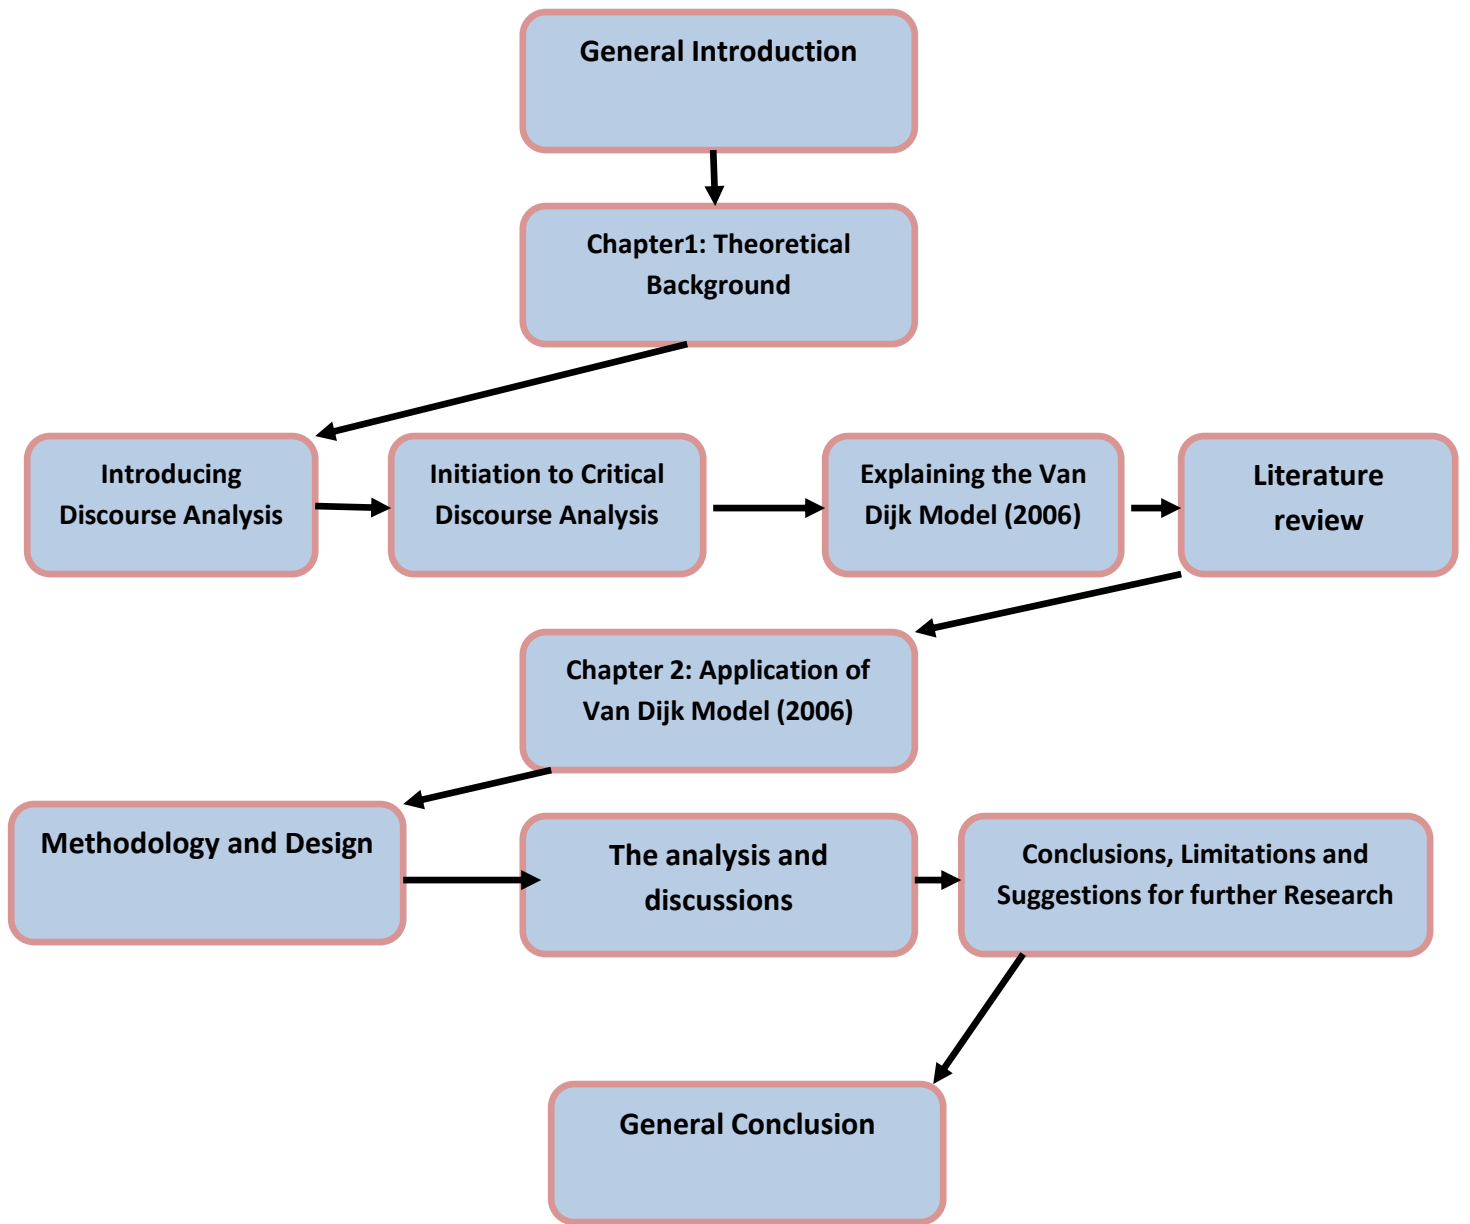 General Introduction
Chapter1: Theoretical
Background
Introducing
Discourse Analysis
Initiation to Critical
Discourse Analysis
Explaining the Van
Dijk Model (2006)
Literature
review
Chapter 2: Application of
Van Dijk Model (2006)
Methodology and Design
The analysis and
discussions
Conclusions, Limitations and
Suggestions for further Research
General Conclusion